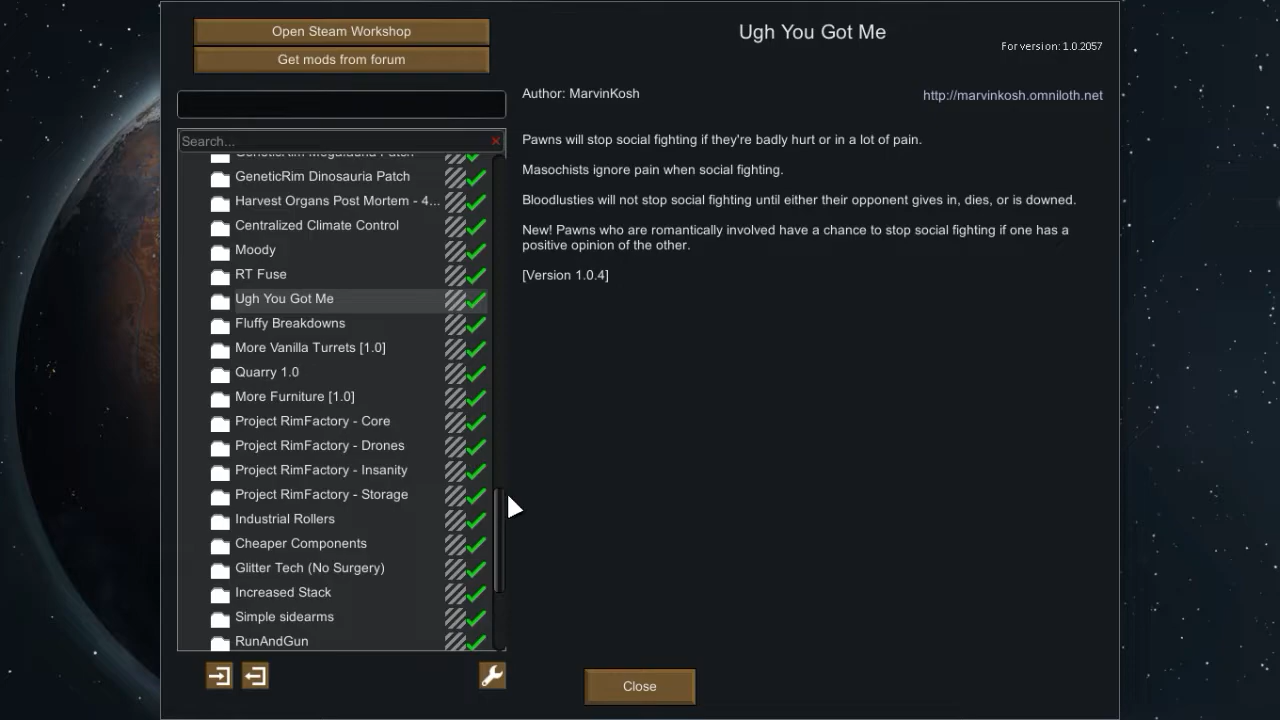 Open Steam Workshop
Get mods from forum
Search...
GeneticRim Megafauna Patch
GeneticRim Dinosauria Patch
Harvest Organs Post Mortem - 4...
Centralized Climate Control
Moody
RT Fuse
Ugh You Got Me
Fluffy Breakdowns
More Vanilla Turrets [1.0]
Quarry 1.0
More Furniture [1.0]
Project RimFactory - Core
Project RimFactory - Drones
Project RimFactory - Insanity
Project RimFactory - Storage
Industrial Rollers
Cheaper Components
Glitter Tech (No Surgery)
Increased Stack
Simple sidearms
RunAndGun
Ugh You Got Me
For version: 1.0.2057
Author: MarvinKosh
http://marvinkosh.omniloth.net
Pawns will stop social fighting if they're badly hurt or in a lot of pain.
Masochists ignore pain when social fighting.
Bloodlusties will not stop social fighting until either their opponent gives in, dies, or is downed.
New! Pawns who are romantically involved have a chance to stop social fighting if one has a
positive opinion of the other.
[Version 1.0.4]
Close